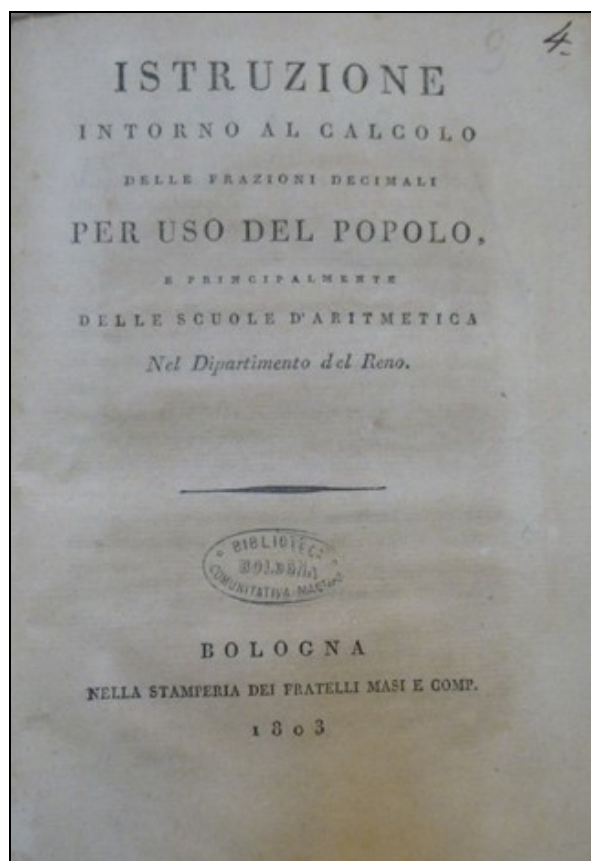 4.
ISTRUZIONE
INTORNO AL CALCOLO
DELLE FRAZIONI DECIMALI
PER USO DEL POPOLO,
E PRINCIPALMENTE
DELLE SCUOLE D'ARITMETICA
Nel Dipartimento del Reno.
BIBLIOTECA
COMUNITATIVA
BOLOGNA
NELLA STAMPERIA DEI FRATELLI MASI E COMP.
1803